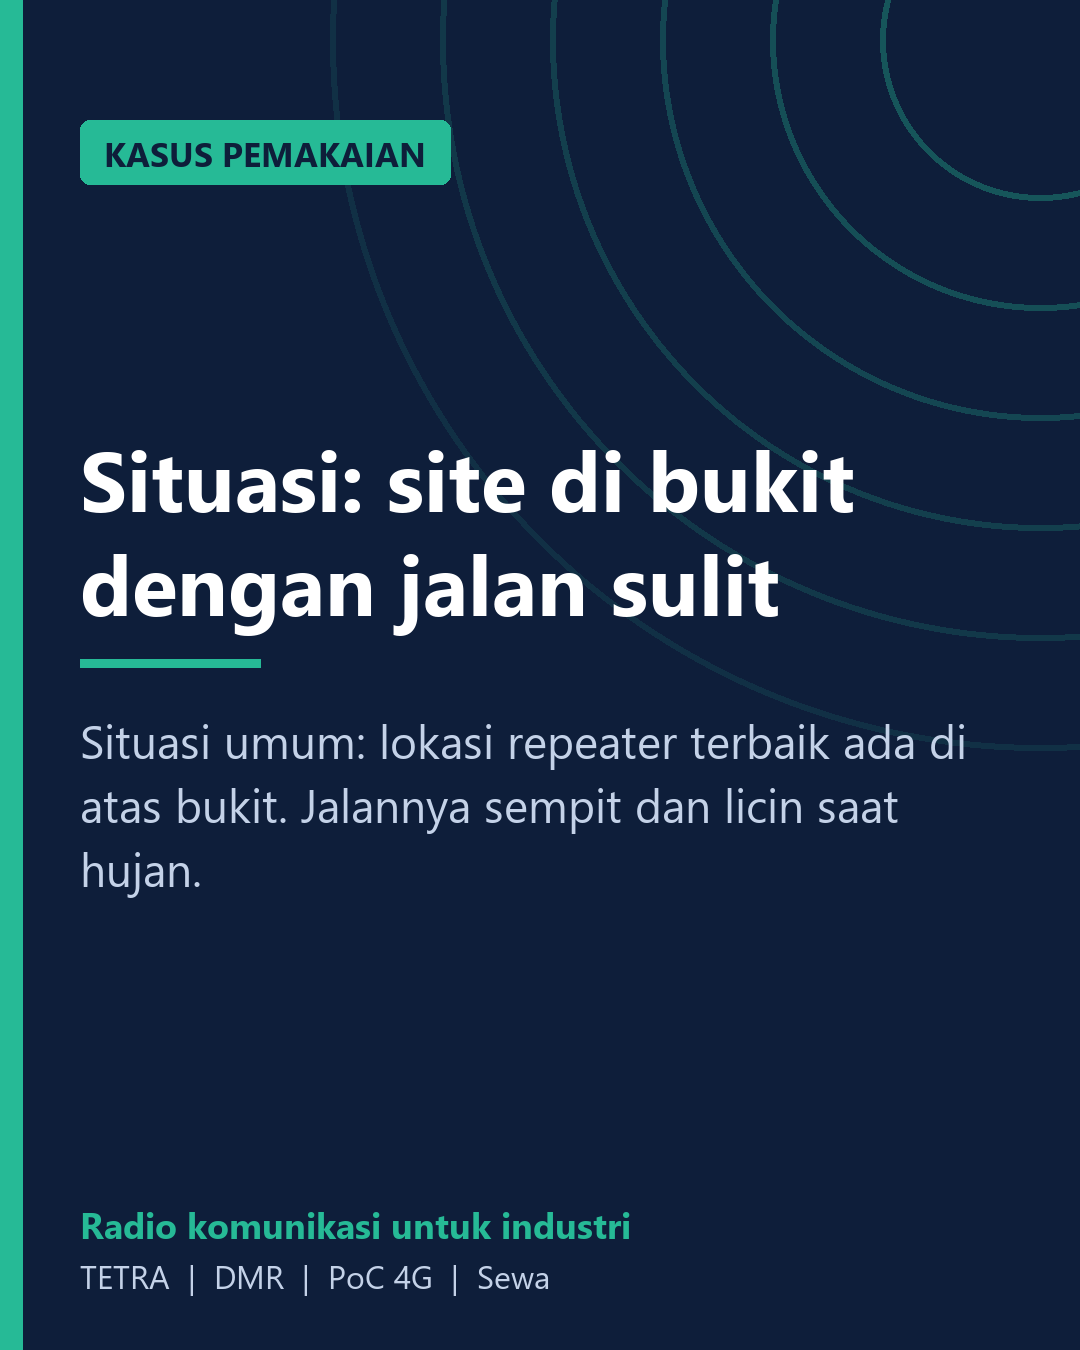 KASUS PEMAKAIAN
Situasi: site di bukit
dengan jalan sulit
Situasi umum: lokasi repeater terbaik ada di
atas bukit. Jalannya sempit dan licin saat
hujan.
Radio komunikasi untuk industri
TETRA | DMR | PoC 4G | Sewa